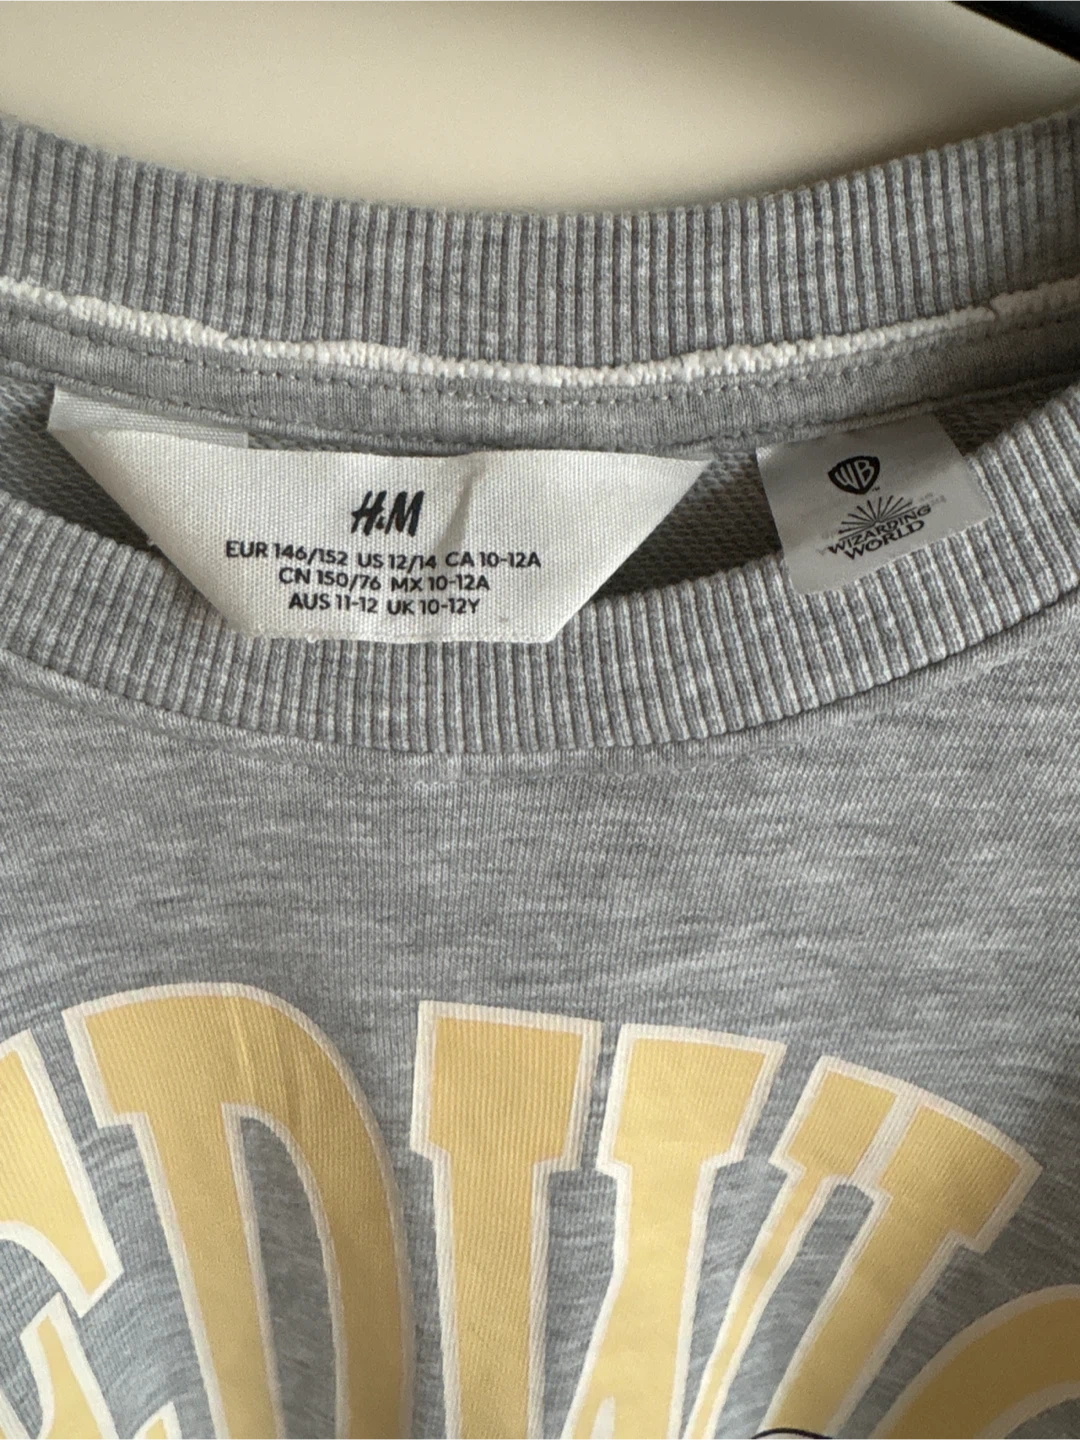 H&M
EUR 146/152 US 12/14 CA 10-12A
CN 150/76 MX 10-12A
AUS 11-12 UK 10-12Y
WB
WIZARDING
WORLD
EDWI